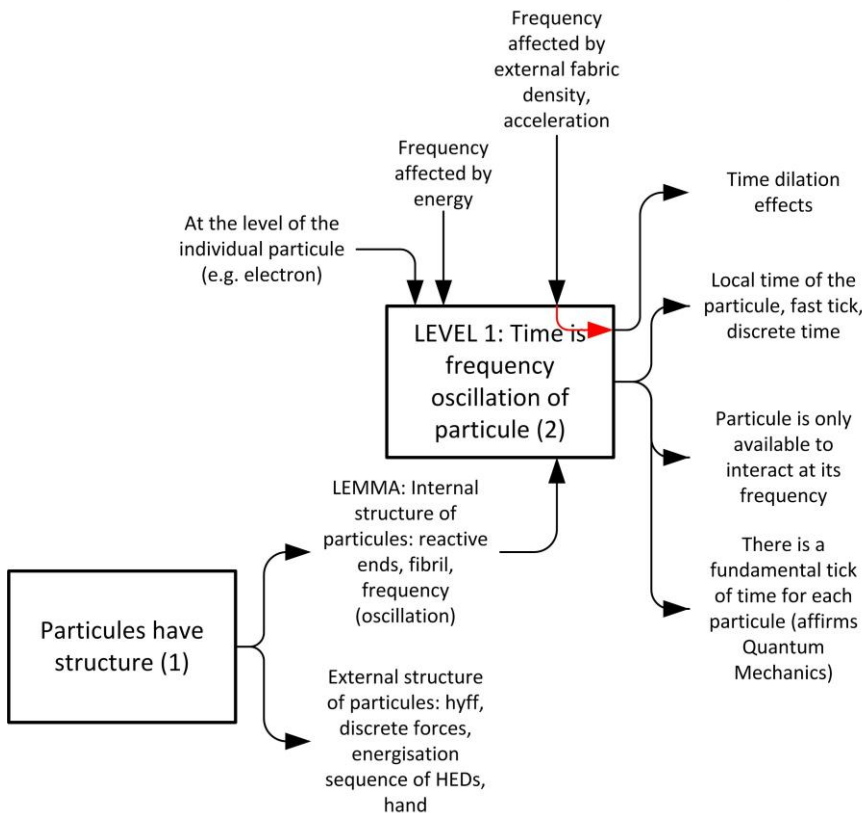 Frequency
affected by
external fabric
density,
acceleration
Frequency
affected by
energy
At the level of the
individual particule
(e.g. electron)
Time dilation
effects
Local time of the
particule, fast tick,
discrete time
LEVEL 1: Time is
frequency
oscillation of
particule (2)
Particule is only
available to
interact at its
frequency
LEMMA: Internal
structure of
particules: reactive
ends, fibril,
frequency
(oscillation)
There is a
fundamental tick
of time for each
particule (affirms
Quantum
Mechanics)
Particules have
structure (1)
External structure
of particules: hyff,
discrete forces,
energisation
sequence of HEDs,
hand